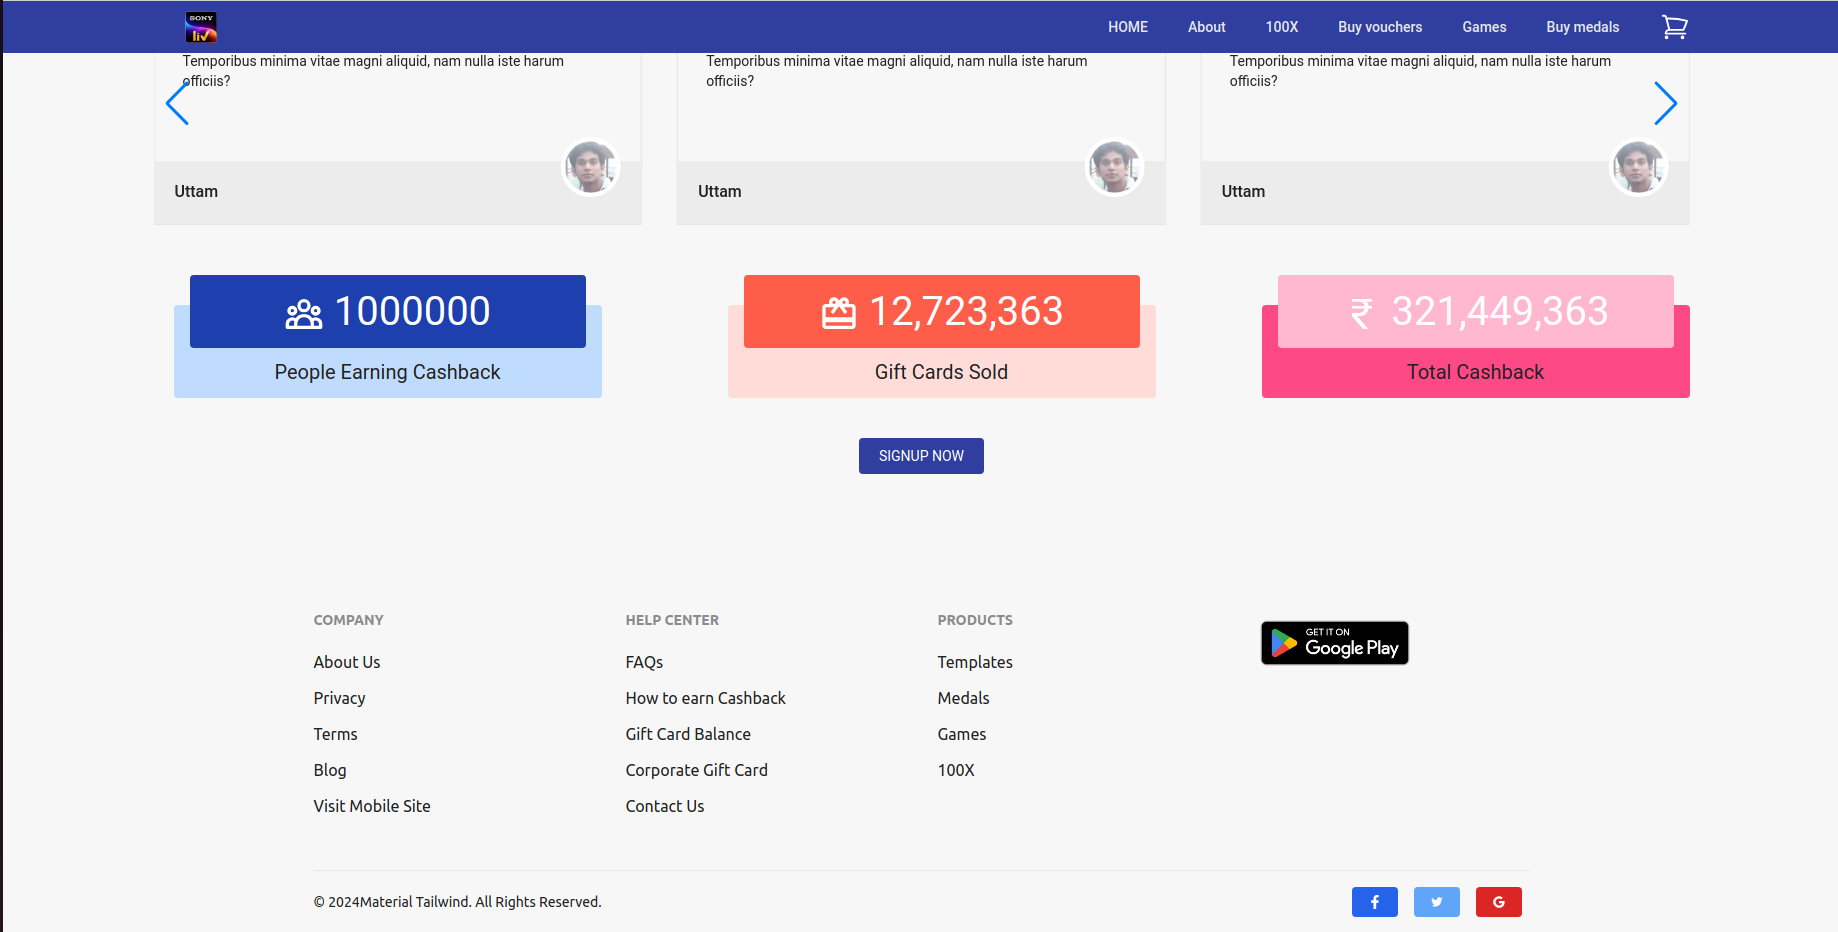 SONY
liv
HOME About 100X Buy vouchers Games Buy medals
Temporibus minima vitae magni aliquid, nam nulla iste harum
officiis?
Uttam
Temporibus minima vitae magni aliquid, nam nulla iste harum
officiis?
Uttam
Temporibus minima vitae magni aliquid, nam nulla iste harum
officiis?
Uttam
1000000
People Earning Cashback
12,723,363
Gift Cards Sold
₹ 321,449,363
Total Cashback
SIGNUP NOW
COMPANY
About Us
Privacy
Terms
Blog
Visit Mobile Site
HELP CENTER
FAQs
How to earn Cashback
Gift Card Balance
Corporate Gift Card
Contact Us
PRODUCTS
Templates
Medals
Games
100X
GET IT ON
Google Play
© 2024Material Tailwind. All Rights Reserved.